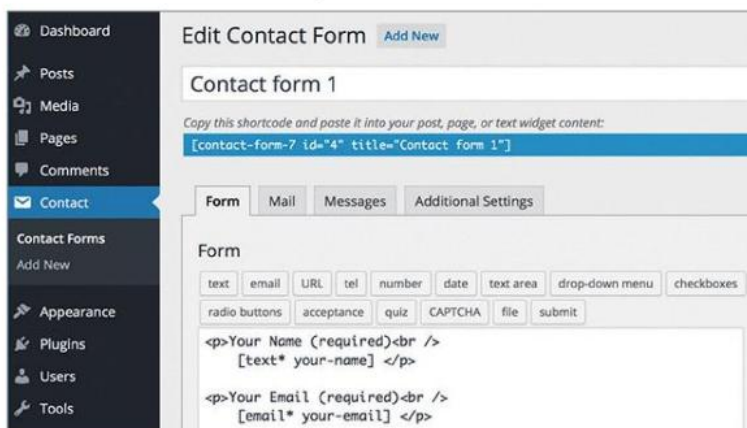 Dashboard
Posts
Media
Pages
Comments
Contact
Contact Forms
Add New
Appearance
Plugins
Users
Tools
Edit Contact Form Add New
Contact form 1
Copy this shortcode and paste it into your post, page, or text widget content:
[contact-form-7 id="4" title="Contact form 1"]
Form Mail Messages Additional Settings
Form
text email URL tel number date text area drop-down menu checkboxes
radio buttons acceptance quiz CAPTCHA file submit
<p>Your Name (required)<br />
[text* your-name] </p>
<p>Your Email (required)<br />
[email* your-email] </p>